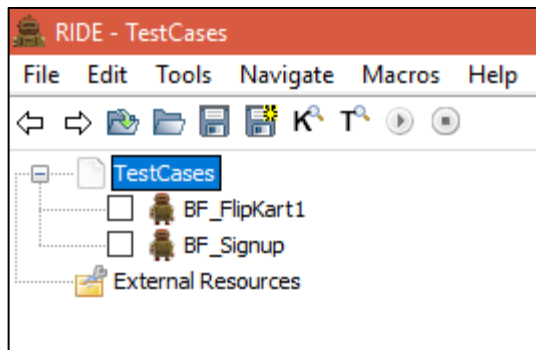 RIDE - TestCases
File Edit Tools Navigate Macros Help
K T
TestCases
BF_FlipKart1
BF_Signup
External Resources